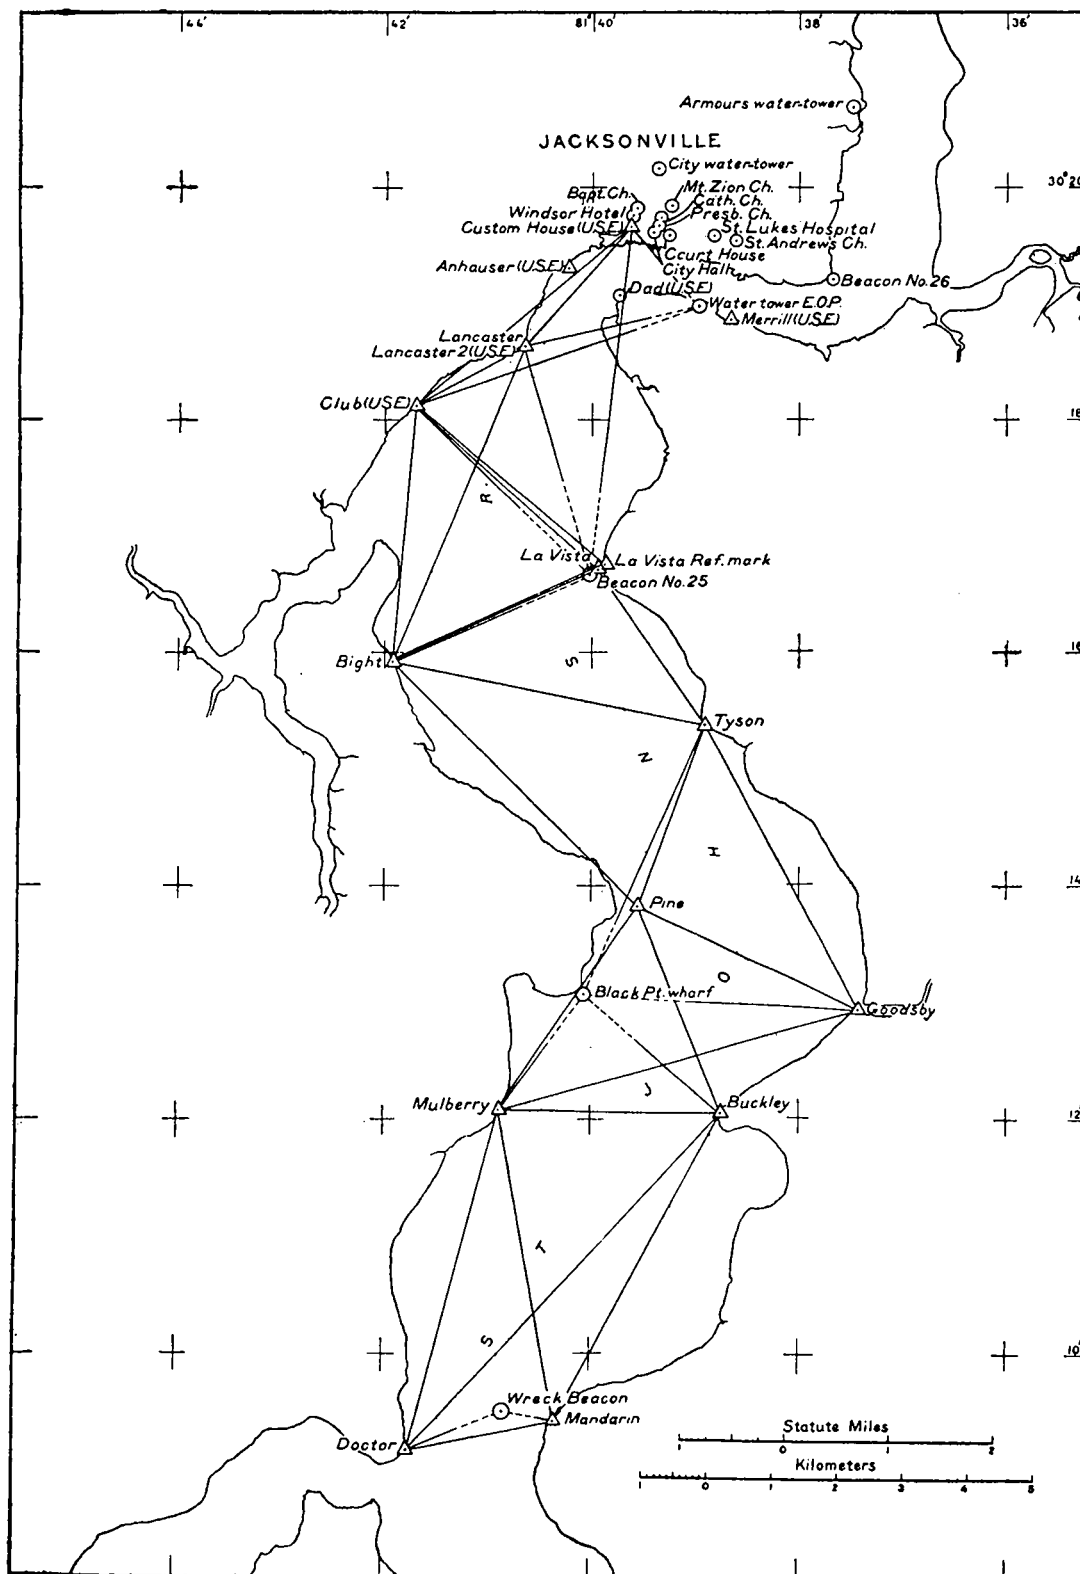 44' 42' 81° 40' 38' 36'
Armours water-tower
JACKSONVILLE
City water-tower
30° 20'
Bapt. Ch.
Mt. Zion Ch.
Cath. Ch.
Windsor Hotel
Presb. Ch.
Custom House (USE)
St. Lukes Hospital
St. Andrews Ch.
Court House
Anhauser (USE)
City Hall
Beacon No. 26
Dad (USE)
Water tower E.O.P.
Merrill (USE)
Lancaster
Lancaster 2 (USE)
Club (USE)
18'
R.
La Vista
La Vista Ref. mark
Beacon No. 25
Bight
S
16'
Tyson
N
H
14'
Pine
O
Black Pt. wharf
Goodsby
J
Mulberry
Buckley
12'
T
S
10'
Wreck Beacon
Mandarin
Doctor
Statute Miles
1 0 1 2
Kilometers
1 0 1 2 3 4 5